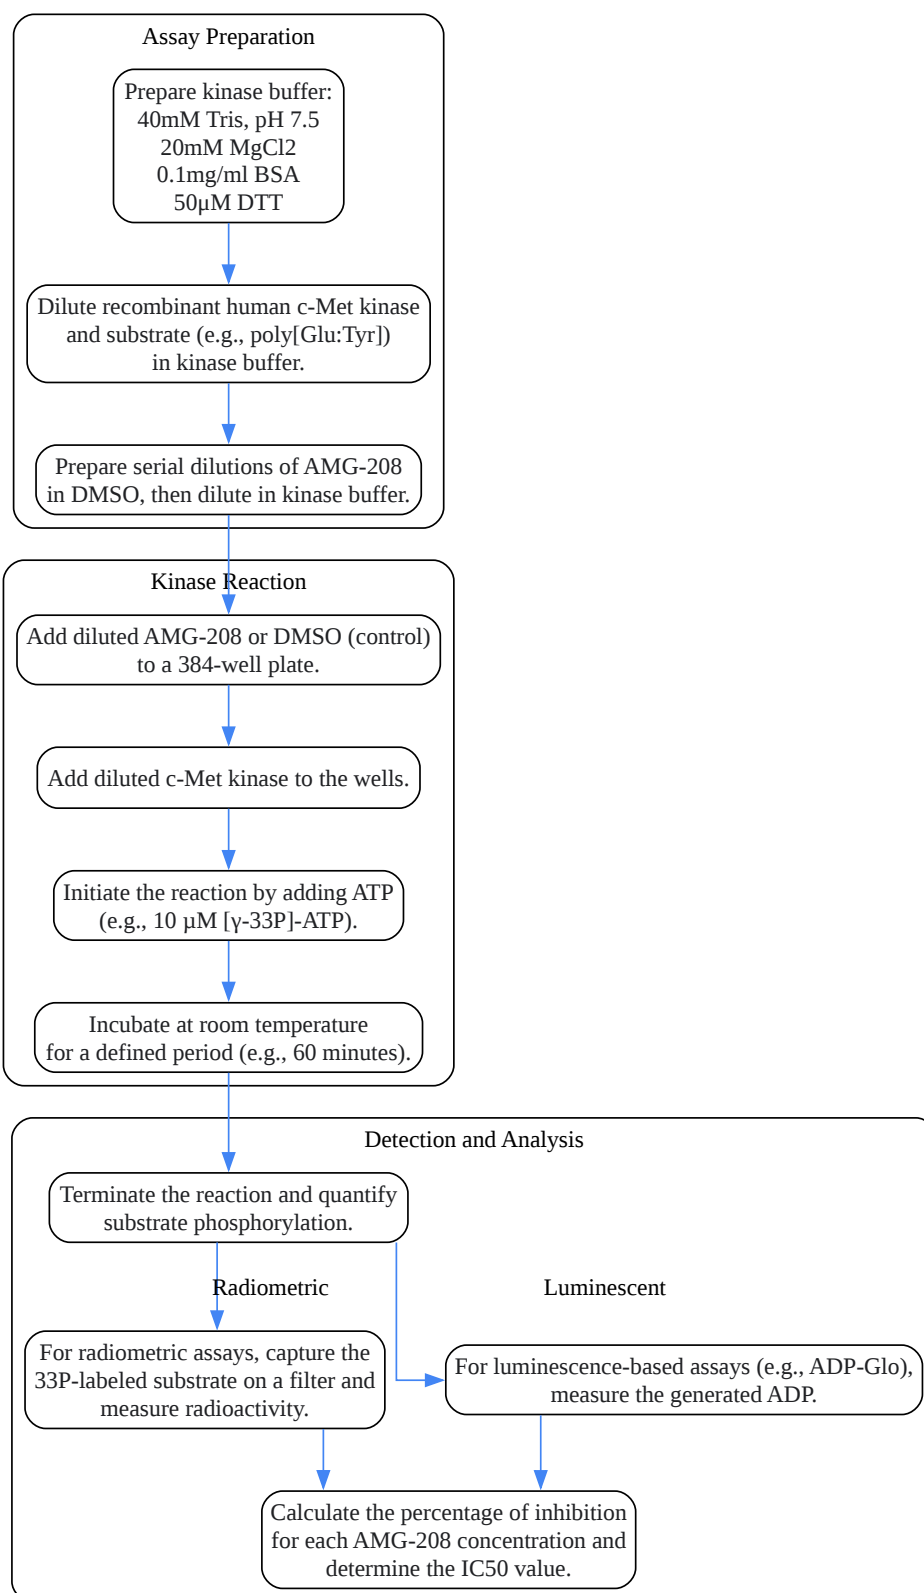 Assay Preparation
Prepare kinase buffer:
40mM Tris, pH 7.5
20mM MgCl2
0.1mg/ml BSA
50μM DTT
Dilute recombinant human c-Met kinase
and substrate (e.g., poly[Glu:Tyr])
in kinase buffer.
Prepare serial dilutions of AMG-208
in DMSO, then dilute in kinase buffer.
Kinase Reaction
Add diluted AMG-208 or DMSO (control)
to a 384-well plate.
Add diluted c-Met kinase to the wells.
Initiate the reaction by adding ATP
(e.g., 10 µM [γ-33P]-ATP).
Incubate at room temperature
for a defined period (e.g., 60 minutes).
Detection and Analysis
Terminate the reaction and quantify
substrate phosphorylation.
Radiometric
Luminescent
For radiometric assays, capture the
33P-labeled substrate on a filter and
measure radioactivity.
For luminescence-based assays (e.g., ADP-Glo),
measure the generated ADP.
Calculate the percentage of inhibition
for each AMG-208 concentration and
determine the IC50 value.